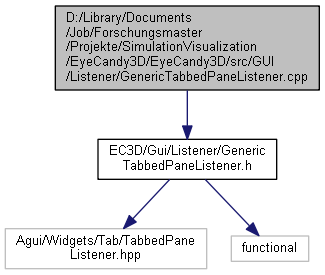 D:/Library/Documents
/Job/Forschungsmaster
/Projekte/SimulationVisualization
/EyeCandy3D/EyeCandy3D/src/GUI
/Listener/GenericTabbedPaneListener.cpp
EC3D/Gui/Listener/Generic
TabbedPaneListener.h
Agui/Widgets/Tab/TabbedPane
Listener.hpp
functional